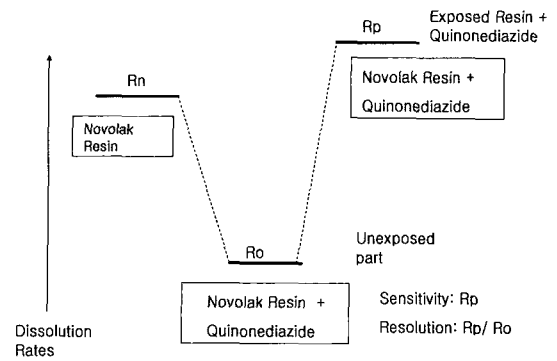 Rp
Exposed Resin +
Quinonediazide
Rn
Novolak Resin +
Quinonediazide
Novolak
Resin
Ro
Unexposed
part
Novolak Resin +
Quinonediazide
Sensitivity: Rp
Resolution: Rp/ Ro
Dissolution
Rates